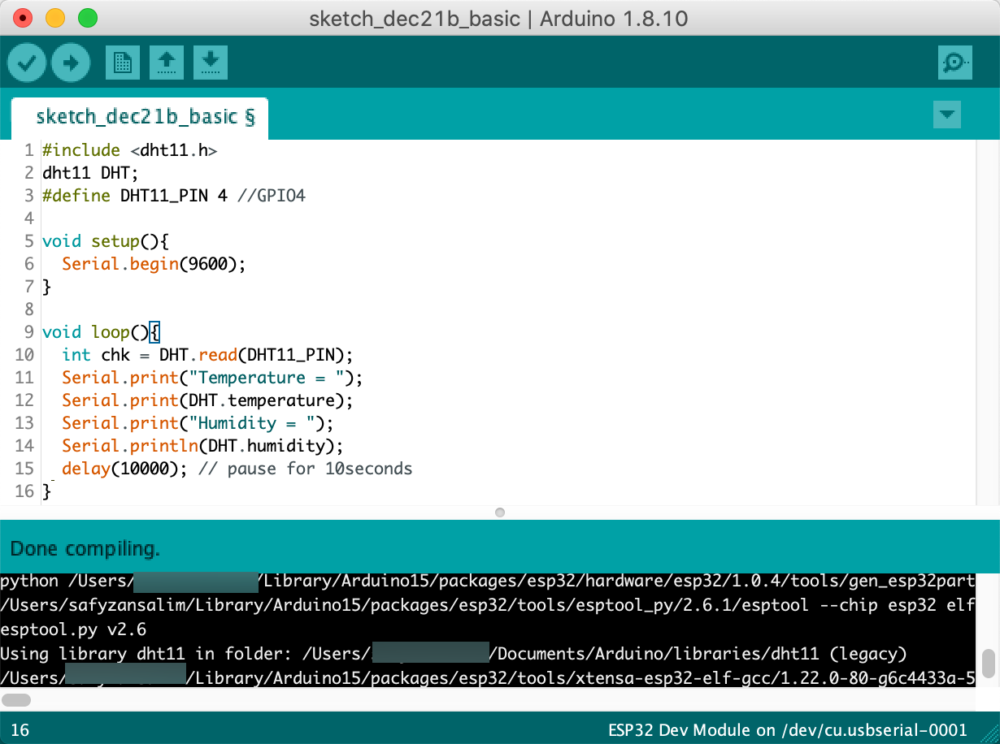 sketch_dec21b_basic | Arduino 1.8.10
sketch_dec21b_basic §
1 #include <dht11.h>
2 dht11 DHT;
3 #define DHT11_PIN 4 //GPIO4
4
5 void setup(){
6   Serial.begin(9600);
7 }
8
9 void loop(){
10   int chk = DHT.read(DHT11_PIN);
11   Serial.print("Temperature = ");
12   Serial.print(DHT.temperature);
13   Serial.print("Humidity = ");
14   Serial.println(DHT.humidity);
15   delay(10000); // pause for 10seconds
16 }
Done compiling.
python /Users/ /Library/Arduino15/packages/esp32/hardware/esp32/1.0.4/tools/gen_esp32part
/Users/safyzansalim/Library/Arduino15/packages/esp32/tools/esptool_py/2.6.1/esptool --chip esp32 elf
esptool.py v2.6
Using library dht11 in folder: /Users/ /Documents/Arduino/libraries/dht11 (legacy)
/Users/ /Library/Arduino15/packages/esp32/tools/xtensa-esp32-elf-gcc/1.22.0-80-g6c4433a-5
16 ESP32 Dev Module on /dev/cu.usbserial-0001